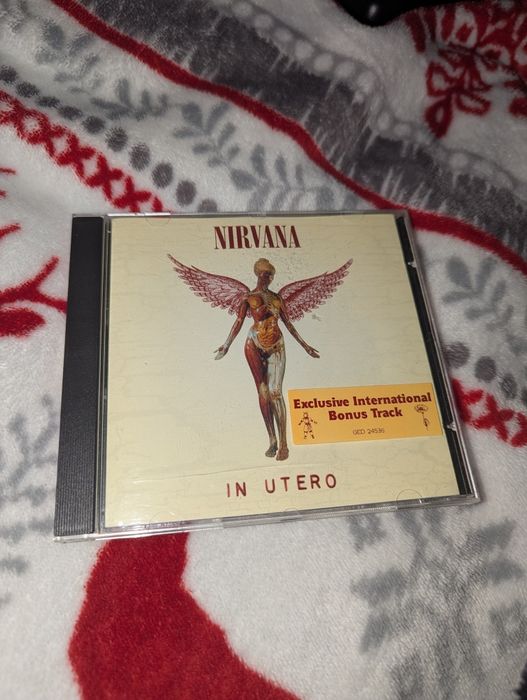 NIRVANA
Exclusive International
Bonus Track
GED 24536
IN UTERO